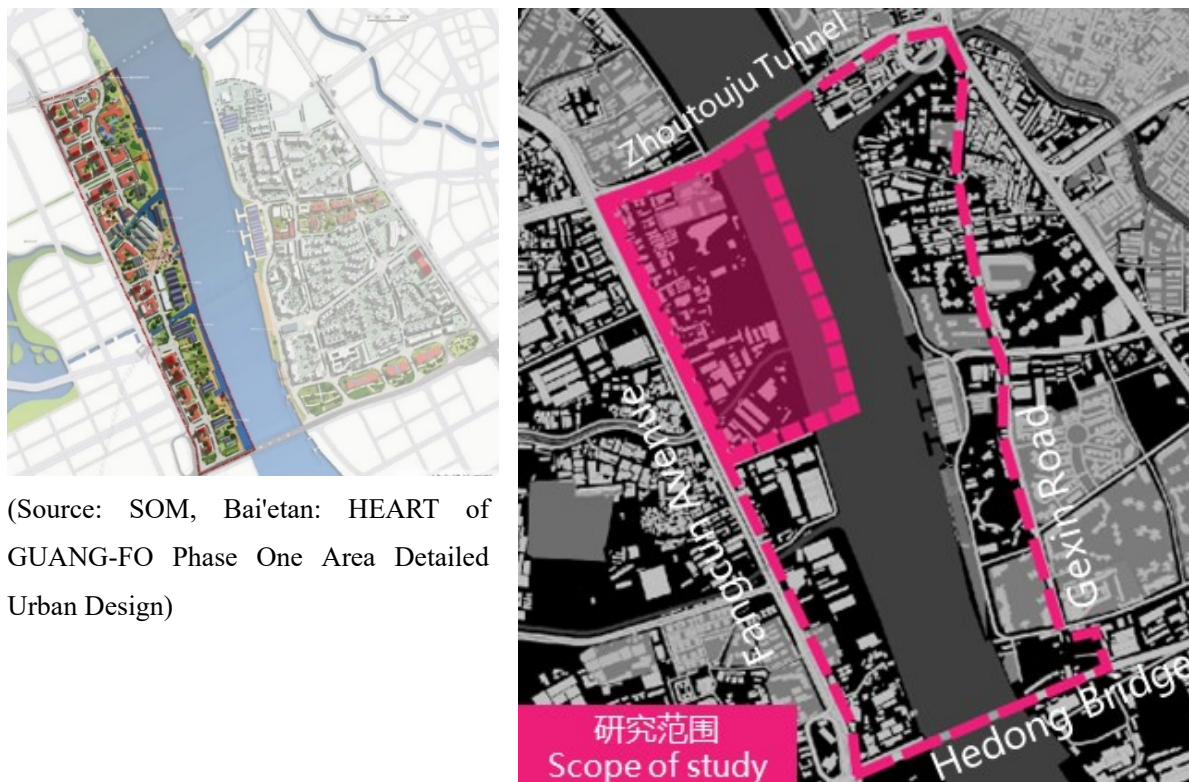 (Source: SOM, Bai'etan: HEART of
GUANG-FO Phase One Area Detailed
Urban Design)
Zhoutouju Tunnel
Fangcun Avenue
Gexin Road
Hedong Bridge
研究范围
Scope of study